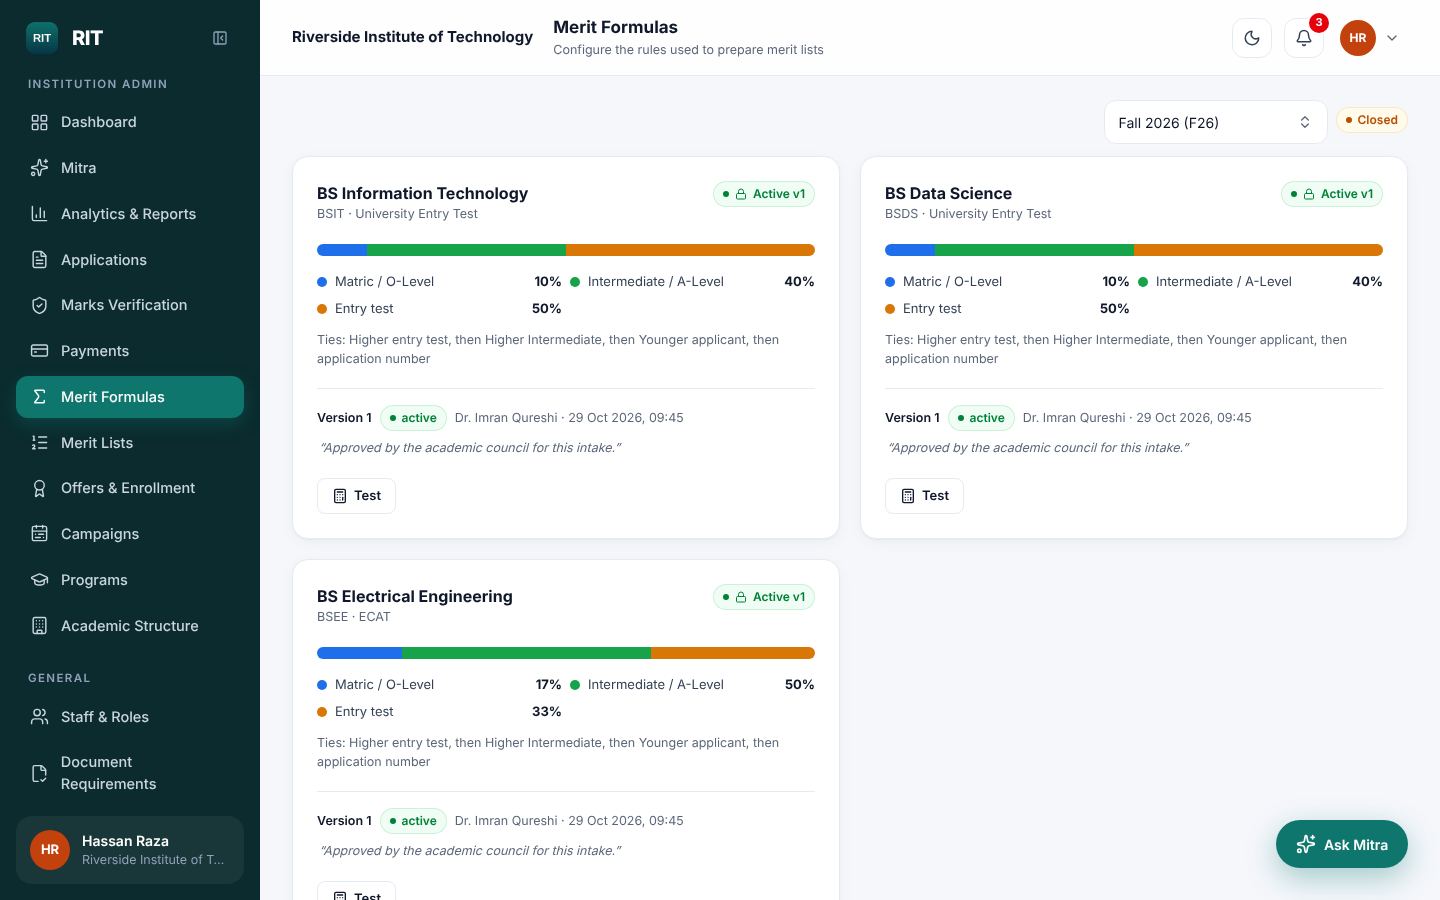 RIT
RIT
INSTITUTION ADMIN
Dashboard
Mitra
Analytics & Reports
Applications
Marks Verification
Payments
Merit Formulas
Merit Lists
Offers & Enrollment
Campaigns
Programs
Academic Structure
GENERAL
Staff & Roles
Document
Requirements
HR
Hassan Raza
Riverside Institute of T...
Riverside Institute of Technology
Merit Formulas
Configure the rules used to prepare merit lists
3
HR
Fall 2026 (F26)
Closed
BS Information Technology
Active v1
BSIT · University Entry Test
Matric / O-Level 10%
Intermediate / A-Level 40%
Entry test 50%
Ties: Higher entry test, then Higher Intermediate, then Younger applicant, then
application number
Version 1 active Dr. Imran Qureshi · 29 Oct 2026, 09:45
“Approved by the academic council for this intake.”
Test
BS Data Science
Active v1
BSDS · University Entry Test
Matric / O-Level 10%
Intermediate / A-Level 40%
Entry test 50%
Ties: Higher entry test, then Higher Intermediate, then Younger applicant, then
application number
Version 1 active Dr. Imran Qureshi · 29 Oct 2026, 09:45
“Approved by the academic council for this intake.”
Test
BS Electrical Engineering
Active v1
BSEE · ECAT
Matric / O-Level 17%
Intermediate / A-Level 50%
Entry test 33%
Ties: Higher entry test, then Higher Intermediate, then Younger applicant, then
application number
Version 1 active Dr. Imran Qureshi · 29 Oct 2026, 09:45
“Approved by the academic council for this intake.”
Test
Ask Mitra